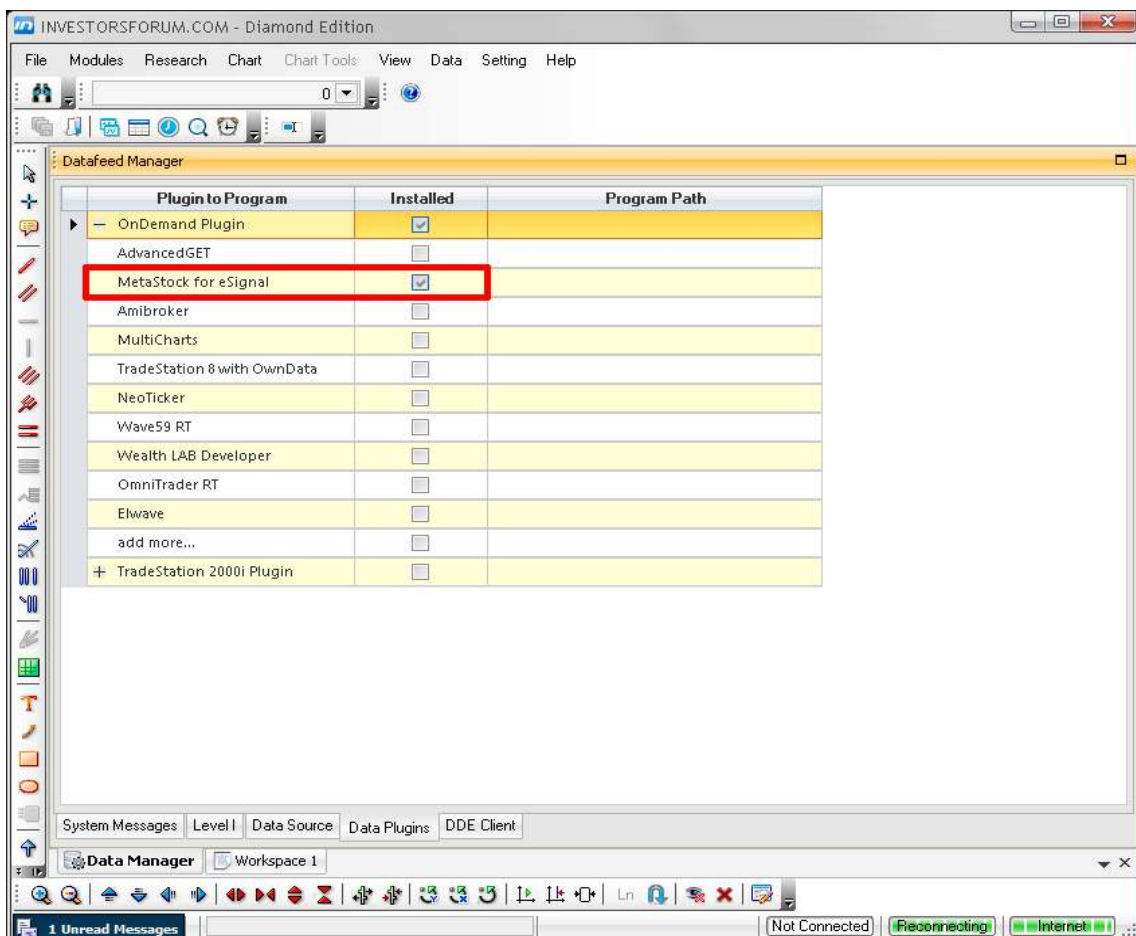 INVESTORSFORUM.COM - Diamond Edition
File Modules Research Chart Chart Tools View Data Setting Help
0
Datafeed Manager
Plugin to Program Installed Program Path
OnDemand Plugin
AdvancedGET
MetaStock for eSignal
Amibroker
MultiCharts
TradeStation 8 with OwnData
NeoTicker
Wave59 RT
Wealth LAB Developer
OmniTrader RT
Elwave
add more...
TradeStation 2000i Plugin
System Messages Level I Data Source Data Plugins DDE Client
Data Manager Workspace 1
Ln
1 Unread Messages Not Connected Reconnecting Internet